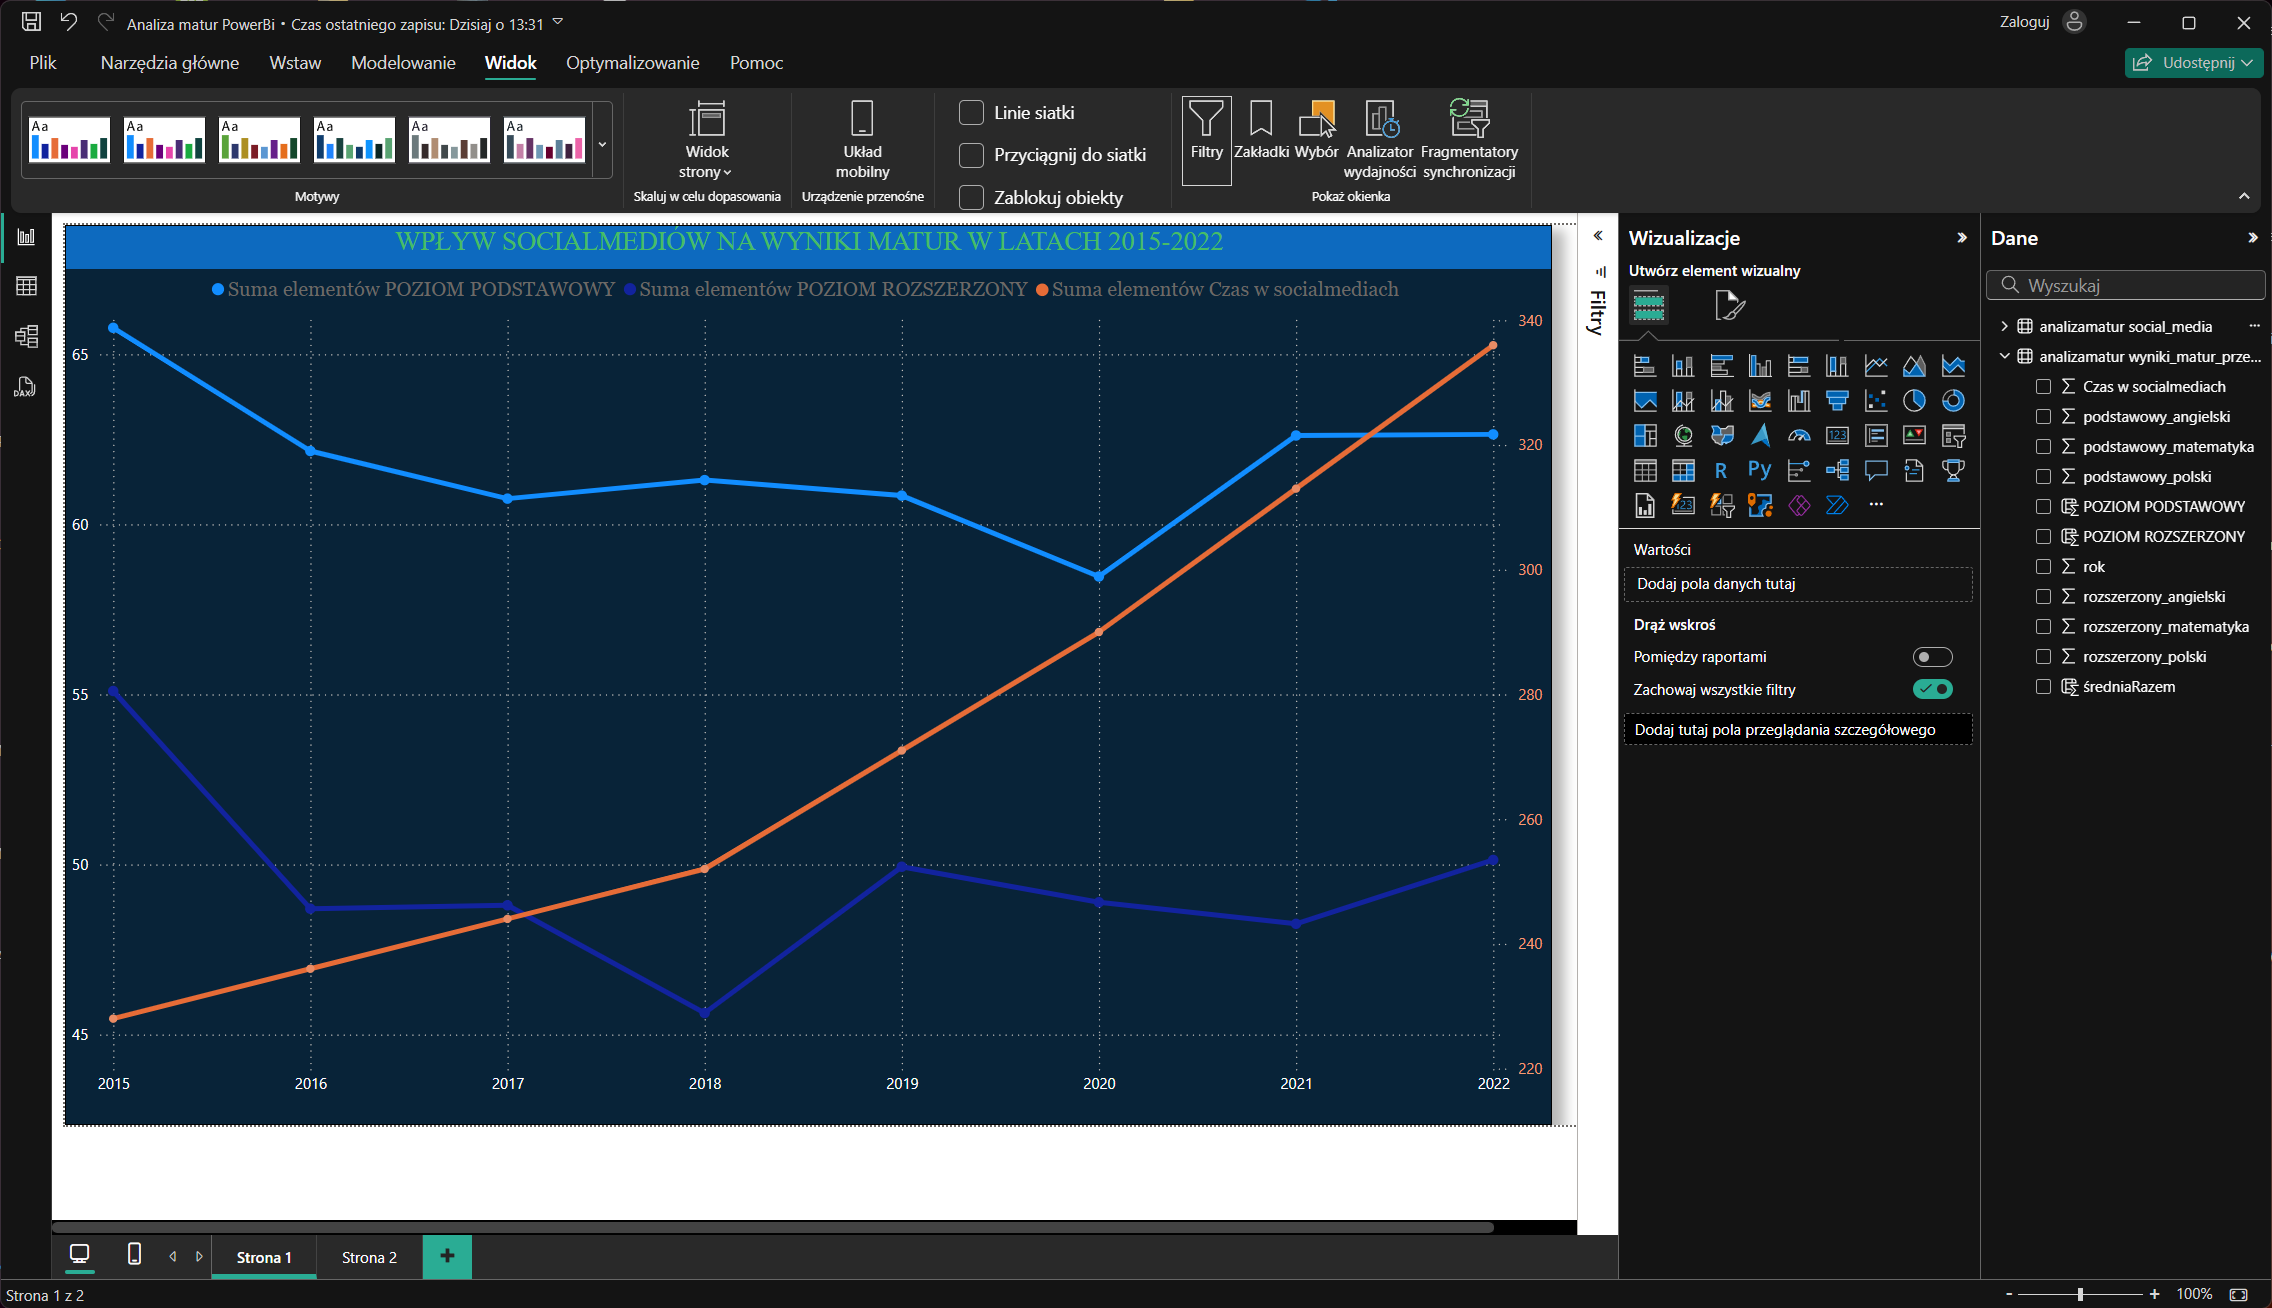 Analiza matur PowerBi • Czas ostatniego zapisu: Dzisiaj o 13:31
Zaloguj
Plik Narzędzia główne Wstaw Modelowanie Widok Optymalizowanie Pomoc
Udostępnij
Aa Aa Aa Aa Aa Aa
Motywy
Widok
strony
Skaluj w celu dopasowania
Układ
mobilny
Urządzenie przenośne
Linie siatki
Przyciągnij do siatki
Zablokuj obiekty
Filtry Zakładki Wybór Analizator wydajności Fragmentatory synchronizacji
Pokaż okienka
DAX
WPŁYW SOCIALMEDIÓW NA WYNIKI MATUR W LATACH 2015-2022
Suma elementów POZIOM PODSTAWOWY Suma elementów POZIOM ROZSZERZONY Suma elementów Czas w socialmediach
65
60
55
50
45
340
320
300
280
260
240
220
2015 2016 2017 2018 2019 2020 2021 2022
Filtry
Wizualizacje
Utwórz element wizualny
123
R Py
123
Wartości
Dodaj pola danych tutaj
Drąż wskroś
Pomiędzy raportami
Zachowaj wszystkie filtry
Dodaj tutaj pola przeglądania szczegółowego
Dane
Wyszukaj
analizamatur social_media
analizamatur wyniki_matur_prze...
Czas w socialmediach
podstawowy_angielski
podstawowy_matematyka
podstawowy_polski
POZIOM PODSTAWOWY
POZIOM ROZSZERZONY
rok
rozszerzony_angielski
rozszerzony_matematyka
rozszerzony_polski
średniaRazem
Strona 1 Strona 2 +
Strona 1 z 2
- + 100%